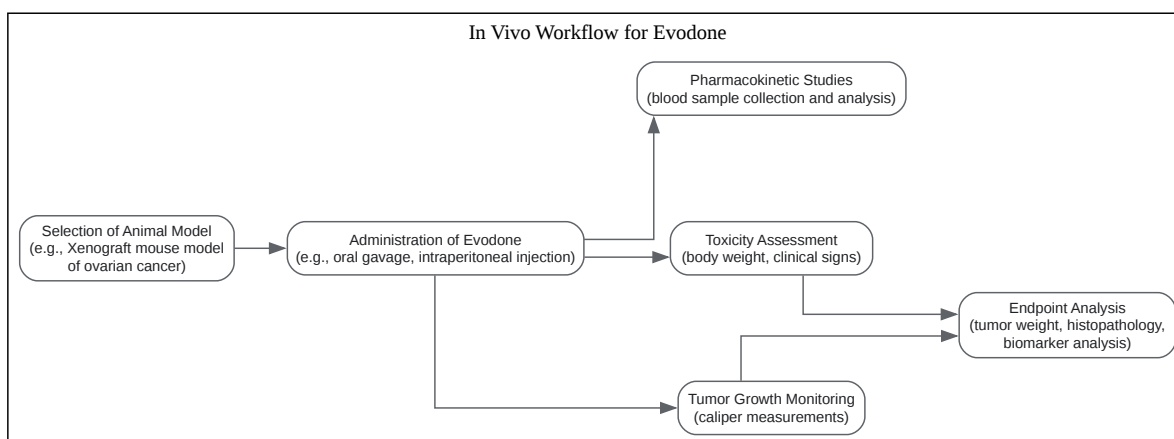 In Vivo Workflow for Evodone
Pharmacokinetic Studies
(blood sample collection and analysis)
Selection of Animal Model
(e.g., Xenograft mouse model
of ovarian cancer)
Administration of Evodone
(e.g., oral gavage, intraperitoneal injection)
Toxicity Assessment
(body weight, clinical signs)
Endpoint Analysis
(tumor weight, histopathology,
biomarker analysis)
Tumor Growth Monitoring
(caliper measurements)